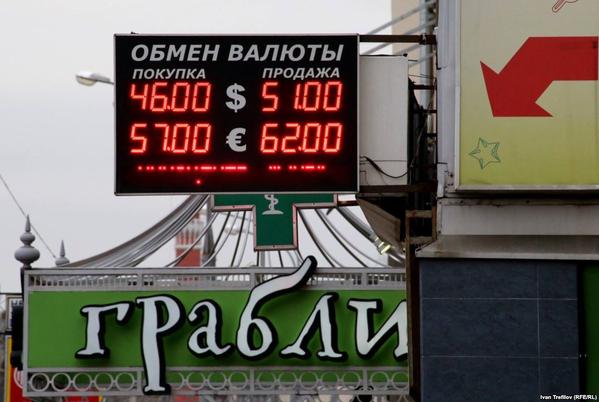 ОБМЕН ВАЛЮТЫ
ПОКУПКА ПРОДАЖА
46.00 $ 51.00
57.00 € 62.00
грабли
Ivan Trefilov (RFE/RL)